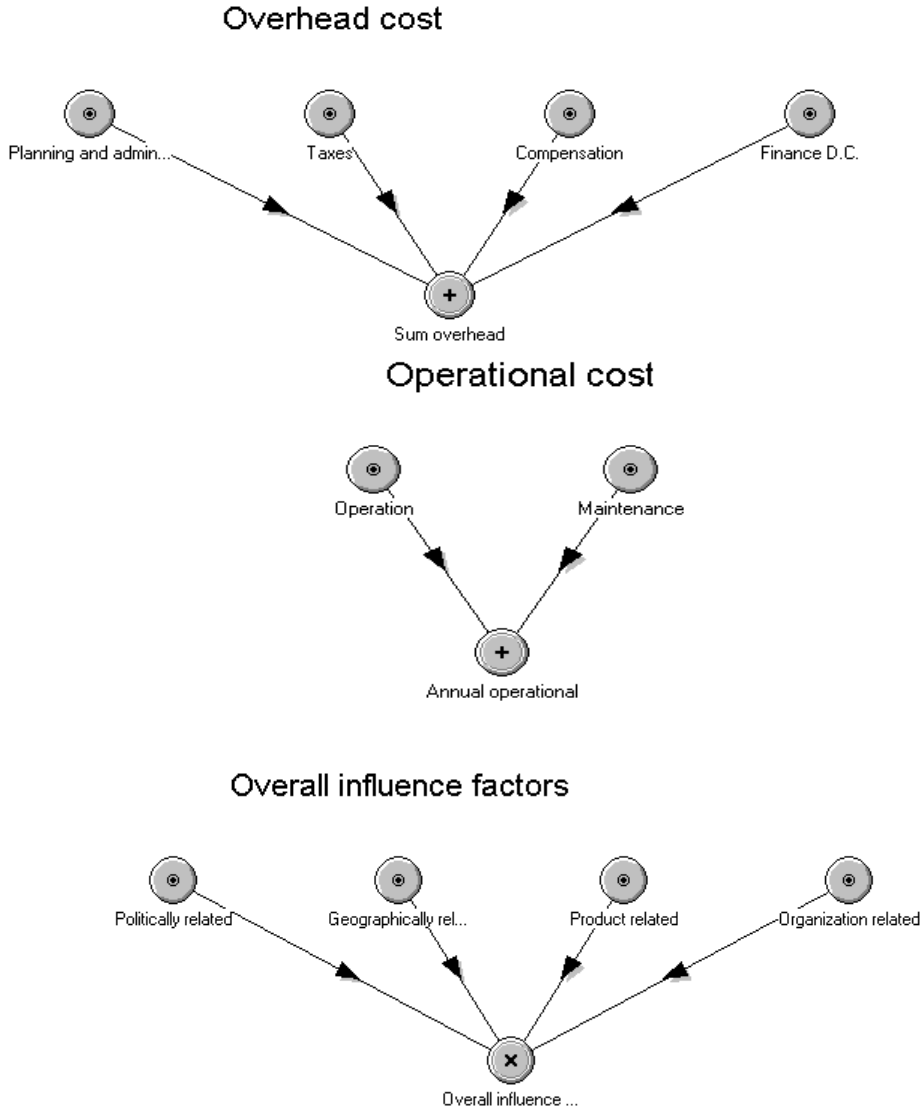 Overhead cost
Planning and admin...
Taxes
Compensation
Finance D.C.
+
Sum overhead
Operational cost
Operation
Maintenance
+
Annual operational
Overall influence factors
Politically related
Geographically rel...
Product related
Organization related
×
Overall influence ...